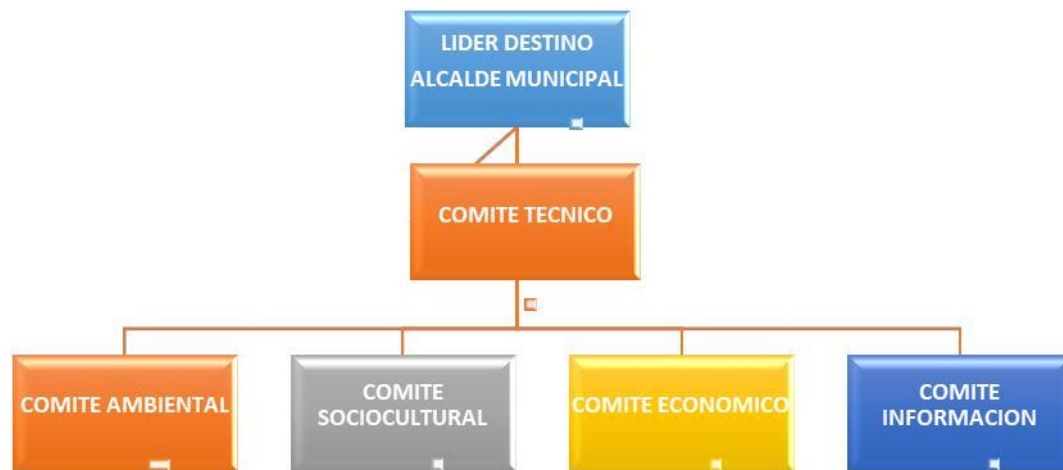 LIDER DESTINO
ALCALDE MUNICIPAL
COMITE TECNICO
COMITE AMBIENTAL
COMITE
SOCIOCULTURAL
COMITE ECONOMICO
COMITE
INFORMACION